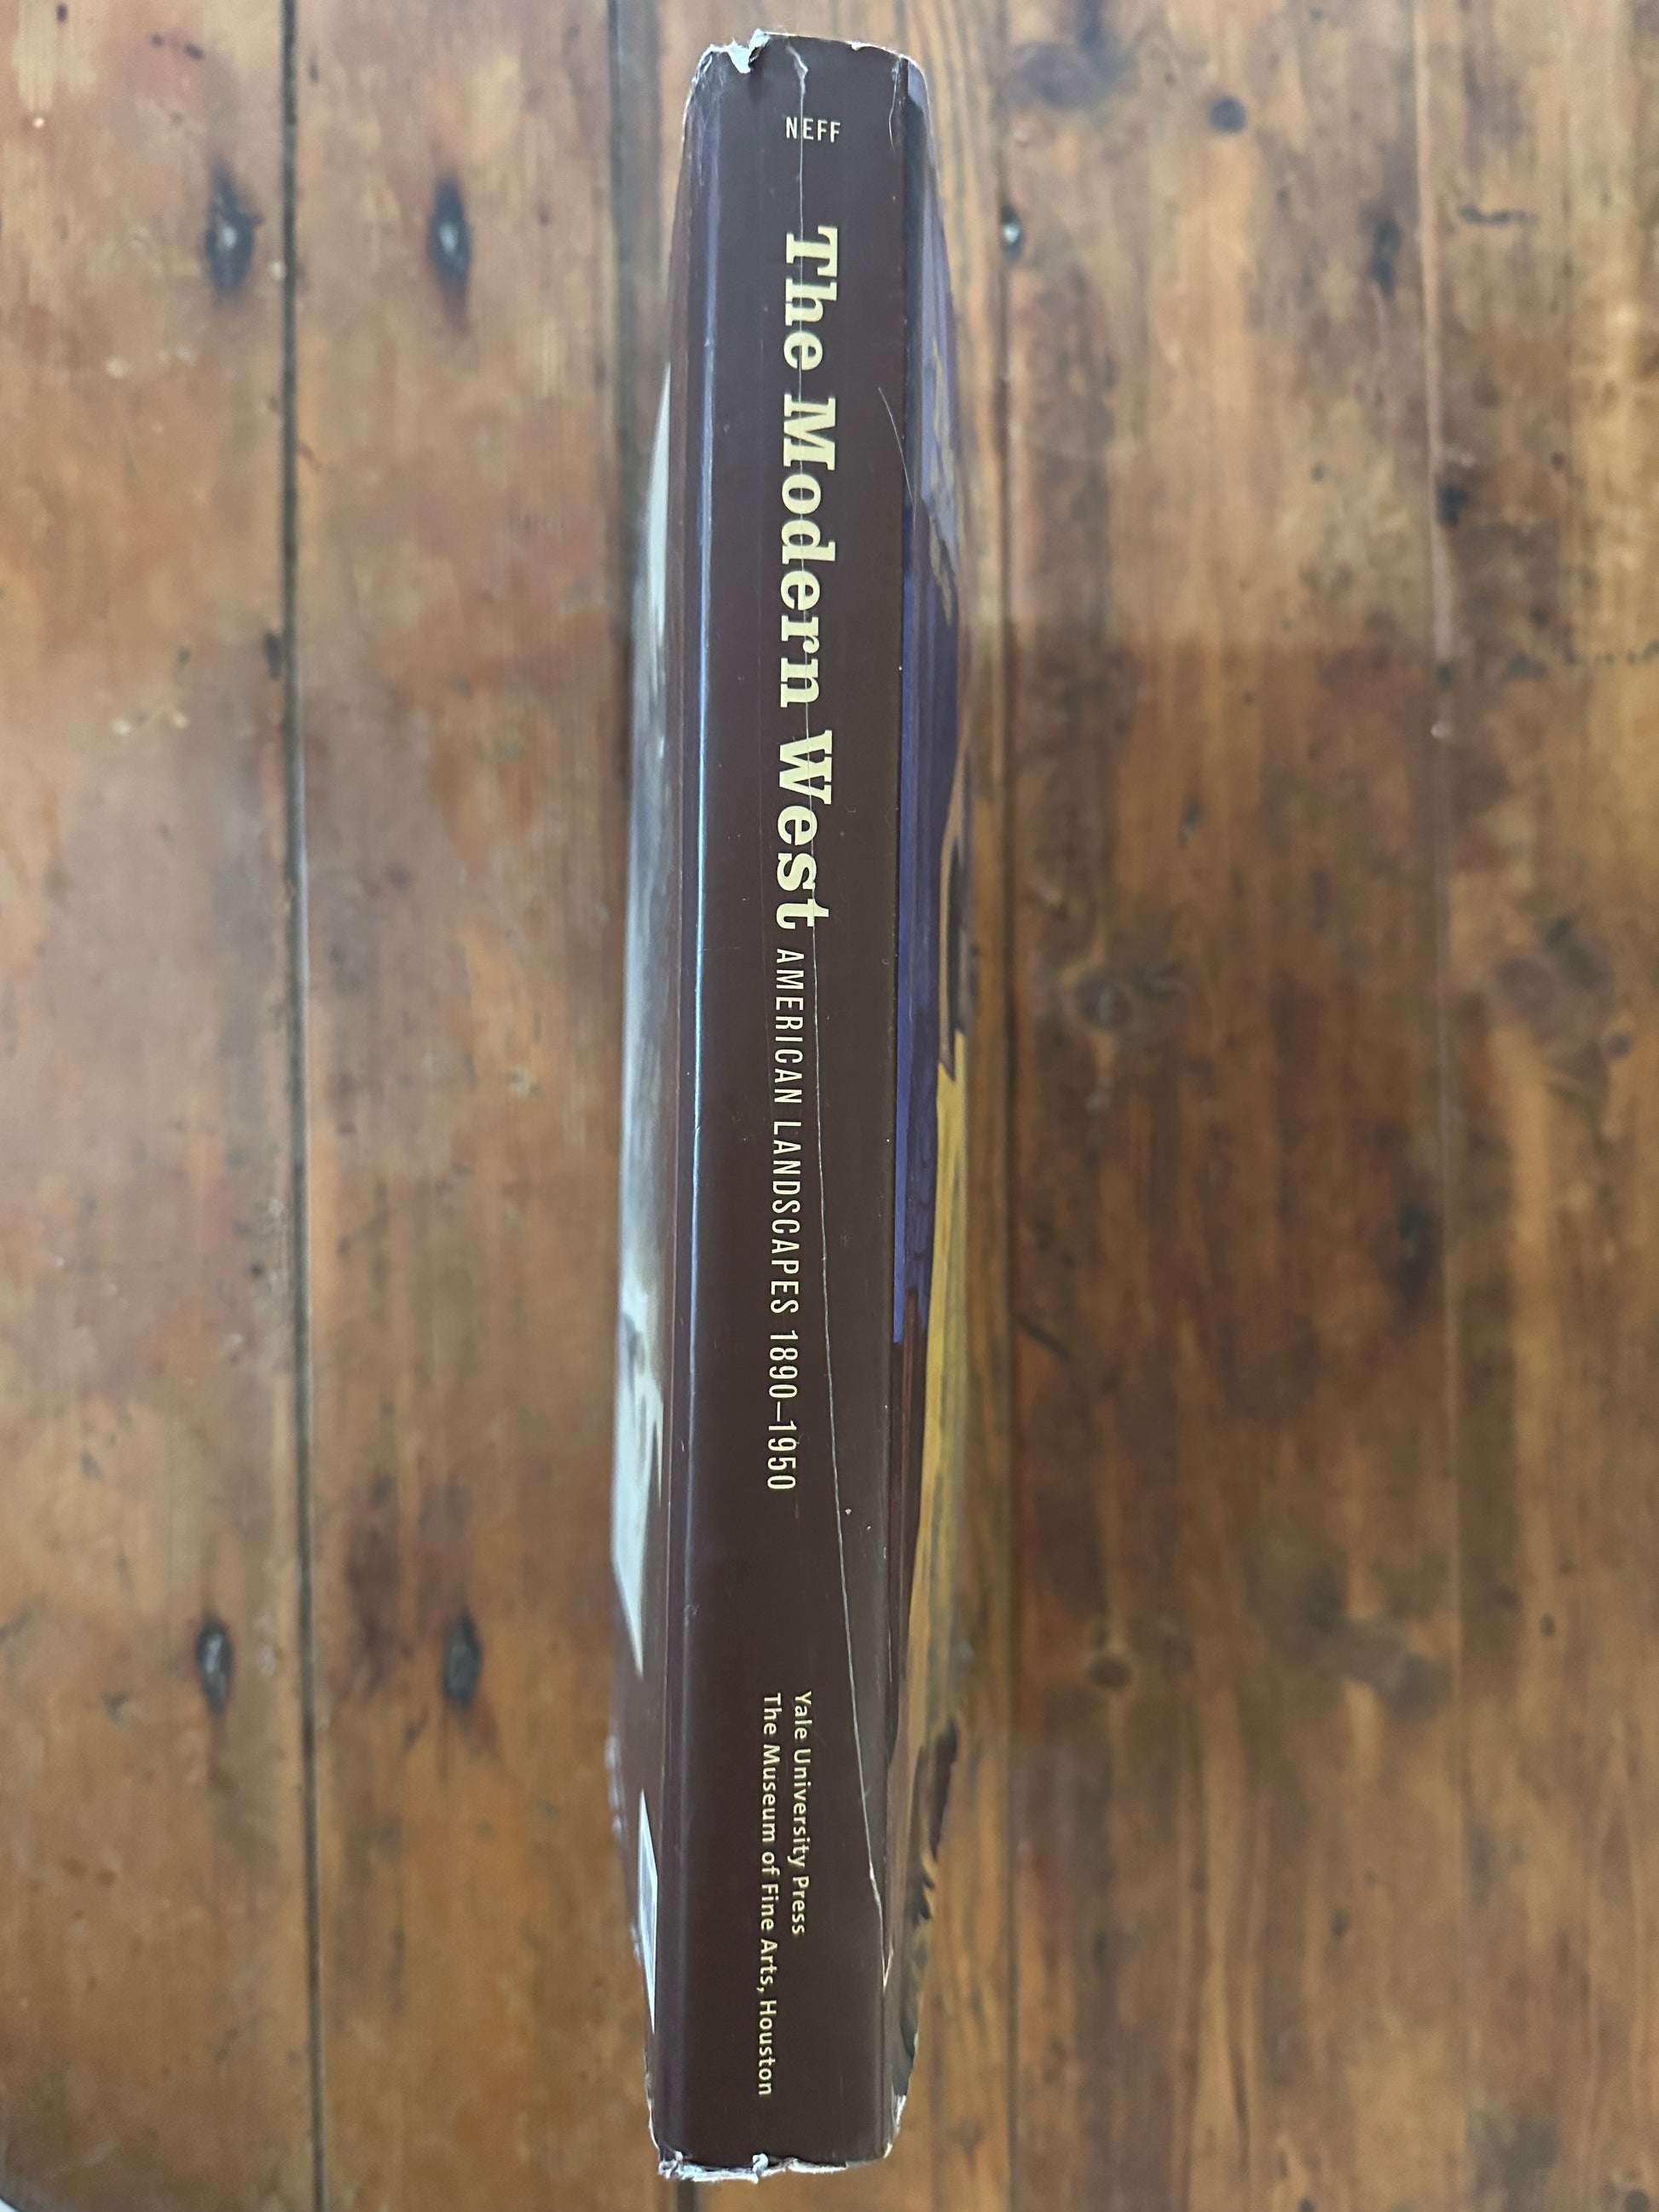 NEFF
The Modern West AMERICAN LANDSCAPES 1890–1950
Yale University Press
The Museum of Fine Arts, Houston